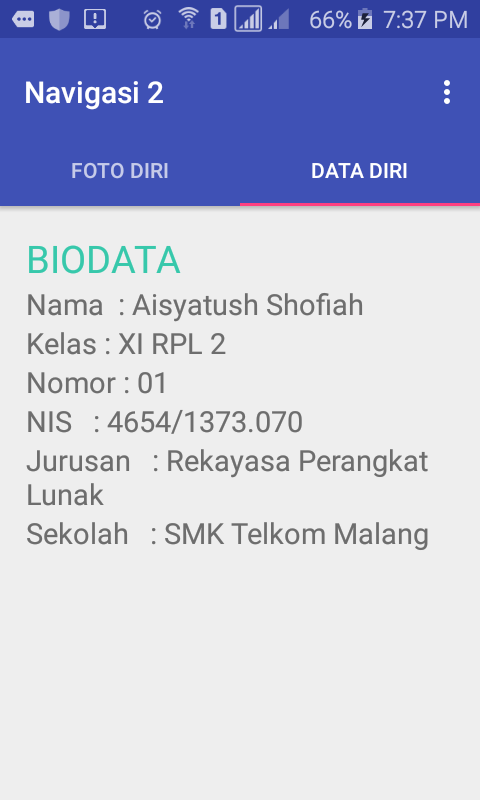 66% 7:37 PM
Navigasi 2
FOTO DIRI DATA DIRI
BIODATA
Nama : Aisyatush Shofiah
Kelas : XI RPL 2
Nomor : 01
NIS : 4654/1373.070
Jurusan : Rekayasa Perangkat
Lunak
Sekolah : SMK Telkom Malang